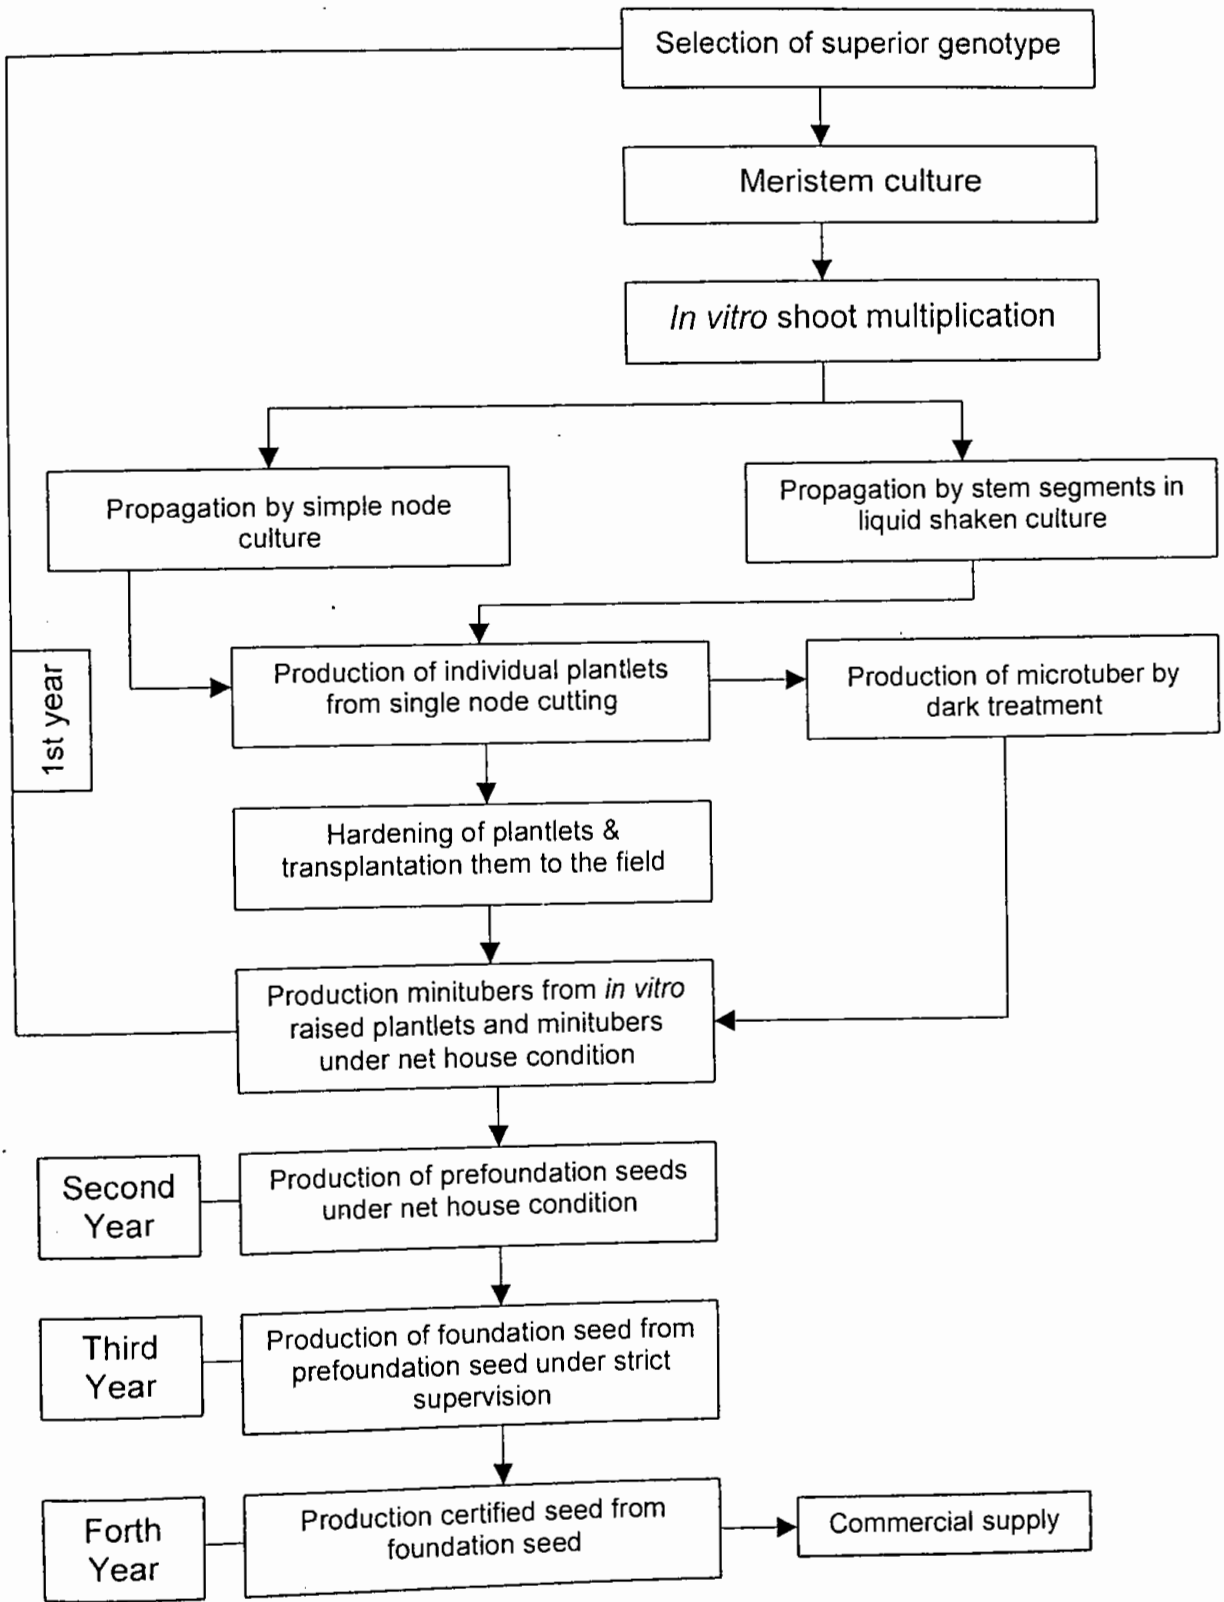 Selection of superior genotype
Meristem culture
In vitro shoot multiplication
Propagation by simple node
culture
Propagation by stem segments in
liquid shaken culture
1st year
Production of individual plantlets
from single node cutting
Production of microtuber by
dark treatment
Hardening of plantlets &
transplantation them to the field
Production minitubers from in vitro
raised plantlets and minitubers
under net house condition
Second
Year
Production of prefoundation seeds
under net house condition
Third
Year
Production of foundation seed from
prefoundation seed under strict
supervision
Forth
Year
Production certified seed from
foundation seed
Commercial supply